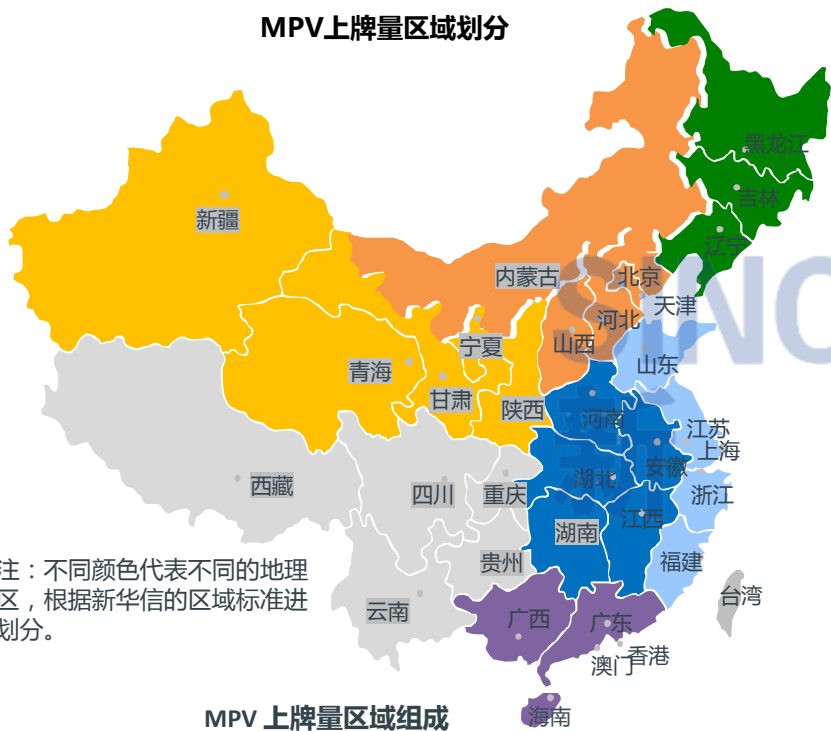 MPV上牌量区域划分
黑龙江
吉林
新疆
辽宁
内蒙古
北京
SINO
天津
河北
宁夏
山西
山东
青海
甘肃
陕西
河南
江苏
上海
安徽
湖北
西藏
四川
重庆
浙江
江西
湖南
贵州
福建
注：不同颜色代表不同的地理
区，根据新华信的区域标准进
划分。
台湾
云南
广西
广东
香港
澳门
MPV 上牌量区域组成
海南